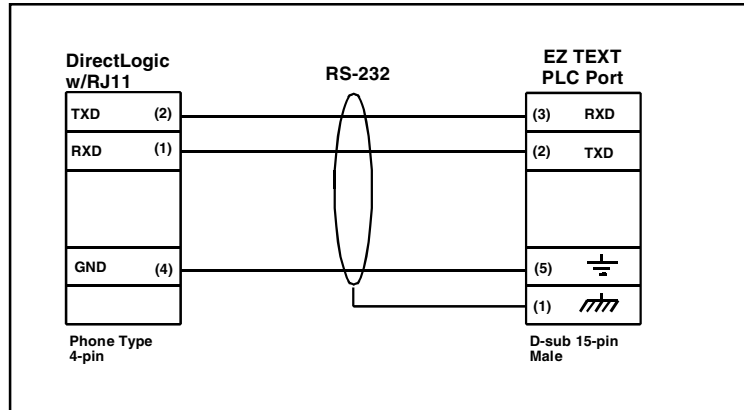 DirectLogic
w/RJ11
RS-232
EZ TEXT
PLC Port
TXD (2)
(3) RXD
RXD (1)
(2) TXD
GND (4)
(5)
(1)
Phone Type
4-pin
D-sub 15-pin
Male